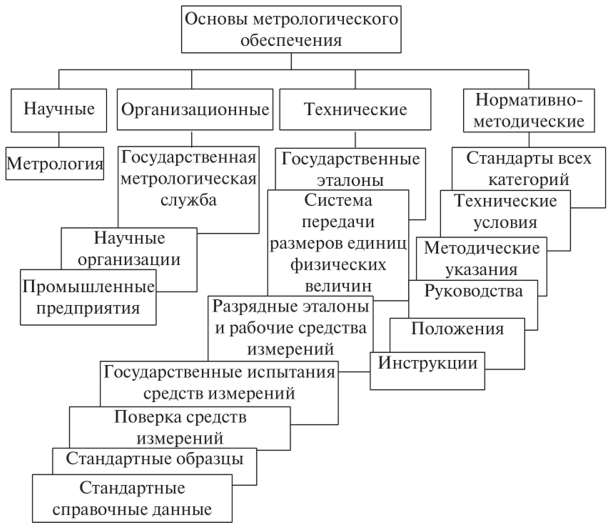 Основы метрологического
обеспечения
Научные
Организационные
Технические
Нормативно-
методические
Метрология
Государственная
метрологическая
служба
Научные
организации
Промышленные
предприятия
Государственные
эталоны
Система
передачи
размеров единиц
физических
величин
Разрядные эталоны
и рабочие средства
измерений
Государственные испытания
средств измерений
Поверка средств
измерений
Стандартные образцы
Стандартные
справочные данные
Стандарты всех
категорий
Технические
условия
Методические
указания
Руководства
Положения
Инструкции